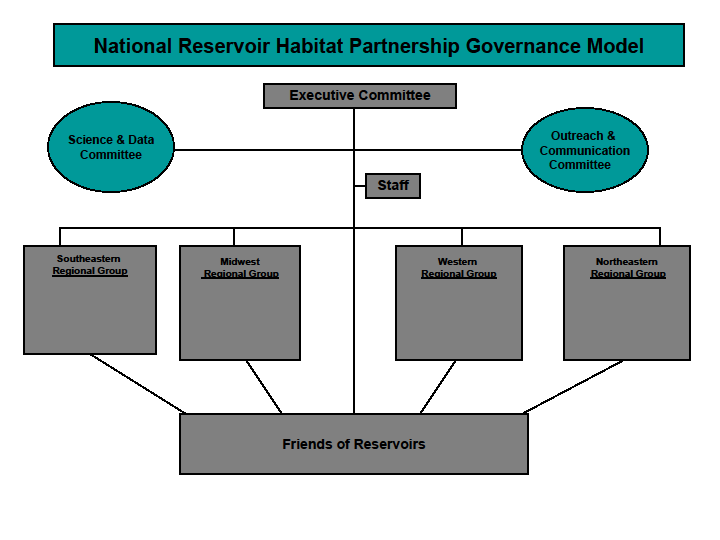 National Reservoir Habitat Partnership Governance Model
Executive Committee
Science & Data
Committee
Outreach &
Communication
Committee
Staff
Southeastern
Regional Group
Midwest
Regional Group
Western
Regional Group
Northeastern
Regional Group
Friends of Reservoirs